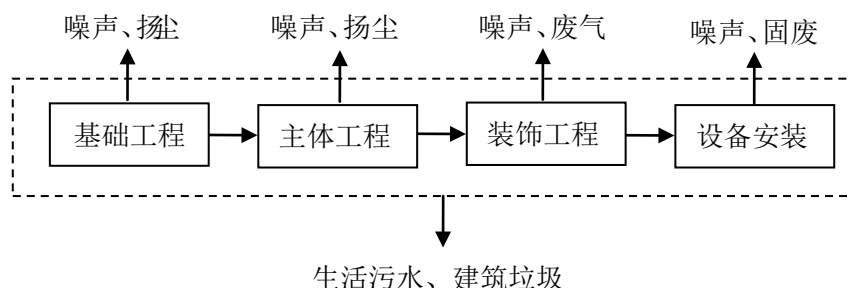 噪声、扬尘
噪声、扬尘
噪声、废气
噪声、固废
基础工程
主体工程
装饰工程
设备安装
生活污水、建筑垃圾